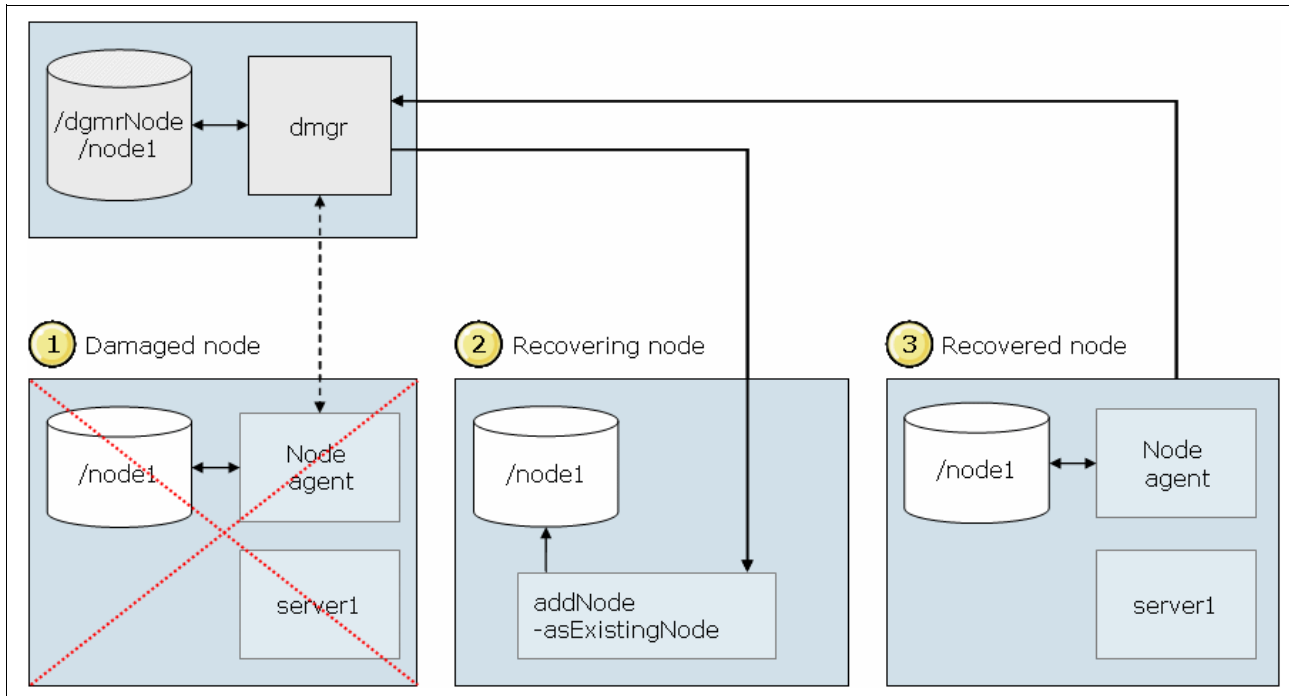 /dgmrNode
/node1
dmgr
1 Damaged node
/node1
Node
agent
server1
2 Recovering node
/node1
addNode
-asExistingNode
3 Recovered node
/node1
Node
agent
server1